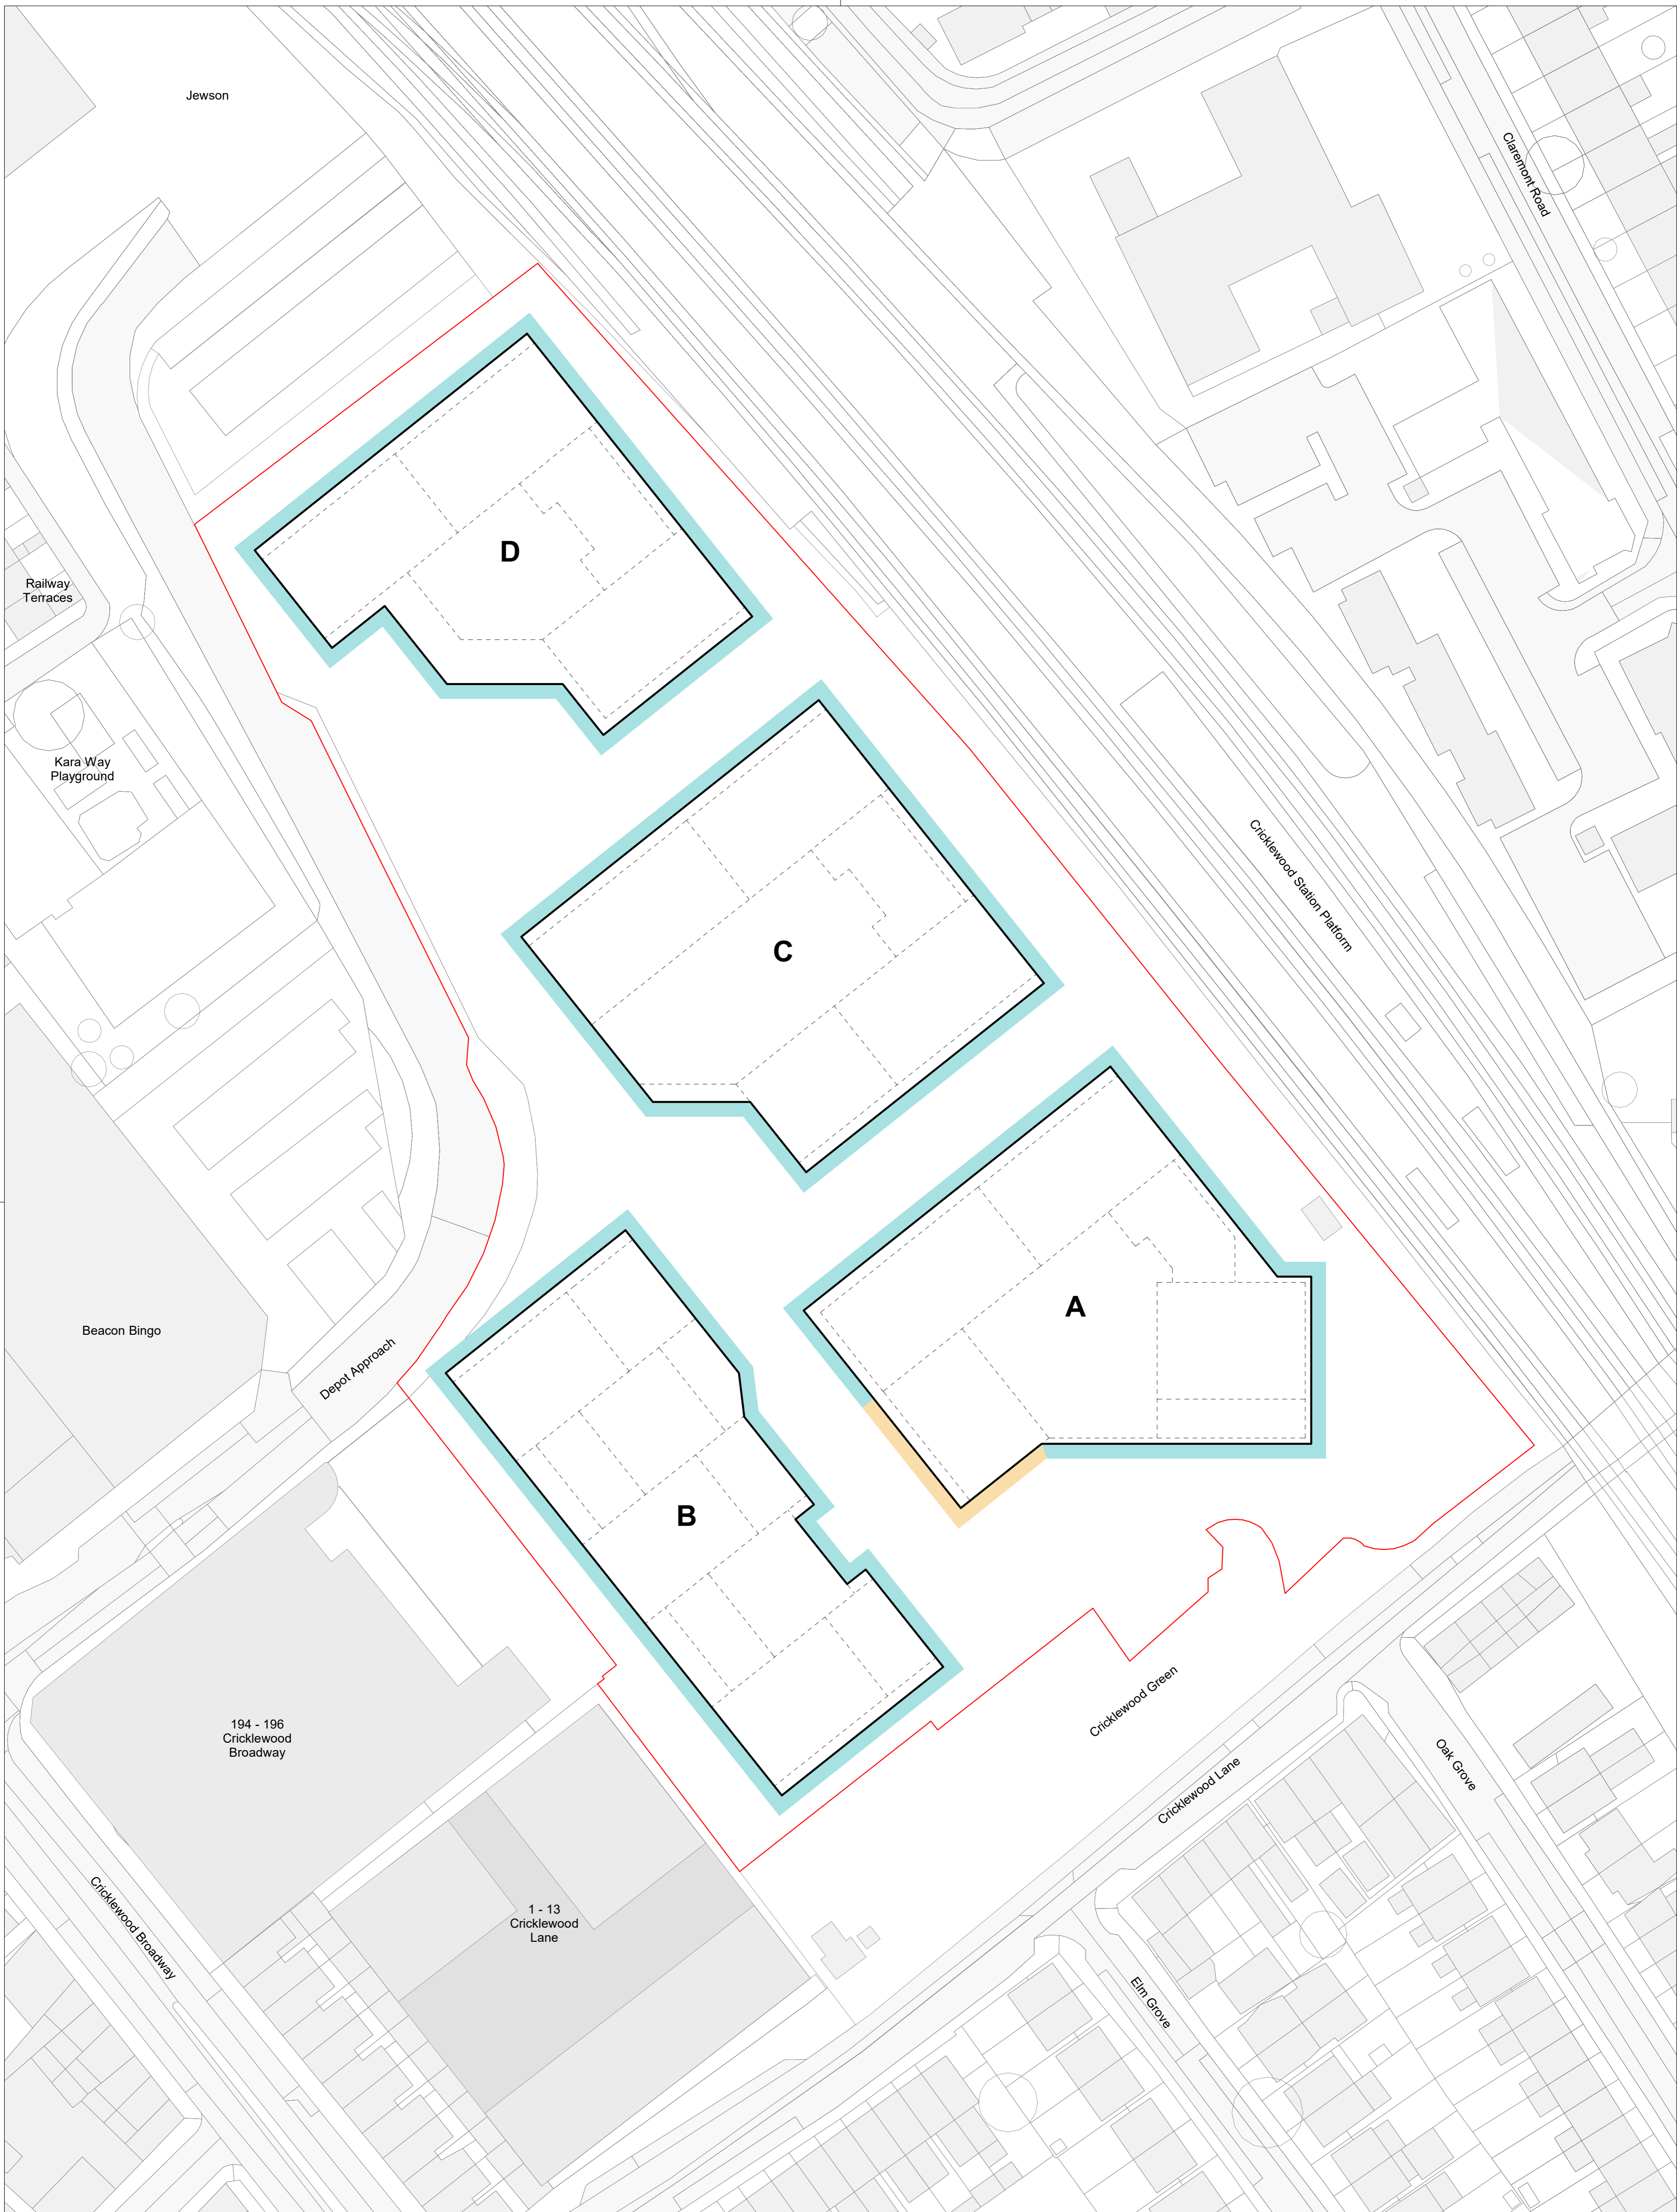 Jewson
Claremont Road
D
Railway
Terraces
Kara Way
Playground
Cricklewood Station Platform
C
A
Beacon Bingo
Depot Approach
B
Cricklewood Green
194 - 196
Cricklewood
Broadway
Cricklewood Lane
Oak Grove
Cricklewood Broadway
1 - 13
Cricklewood
Lane
Elm Grove